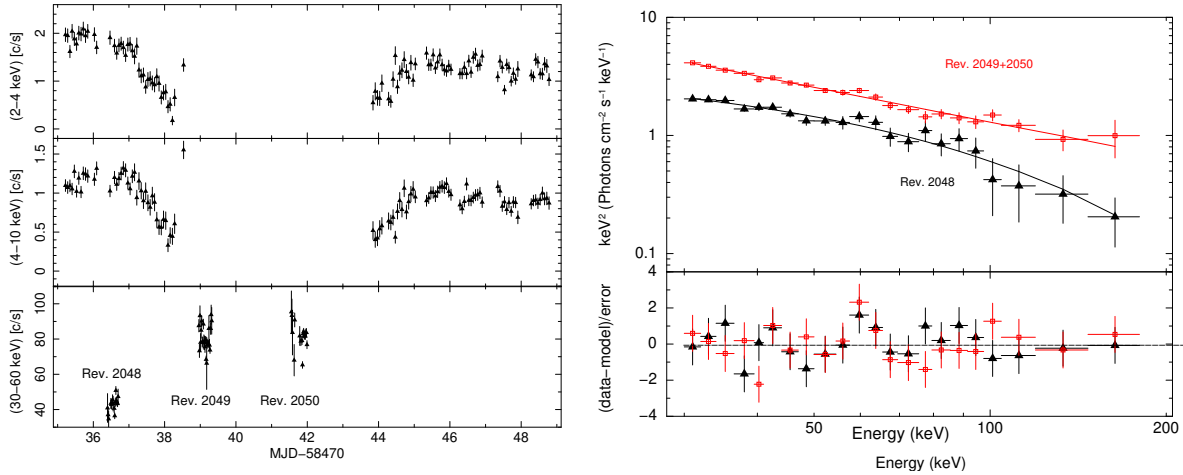 (2−4 keV) [c/s]
0
1
2
(4−10 keV) [c/s]
0
0.5
1
1.5
(30−60 keV) [c/s]
40
60
80
100
Rev. 2048
Rev. 2049
Rev. 2050
36
38
40
42
44
46
48
MJD−58470
keV² (Photons cm⁻² s⁻¹ keV⁻¹)
10
1
0.1
4
Rev. 2049+2050
Rev. 2048
(data−model)/error
2
0
−2
−4
50
100
200
Energy (keV)
Energy (keV)